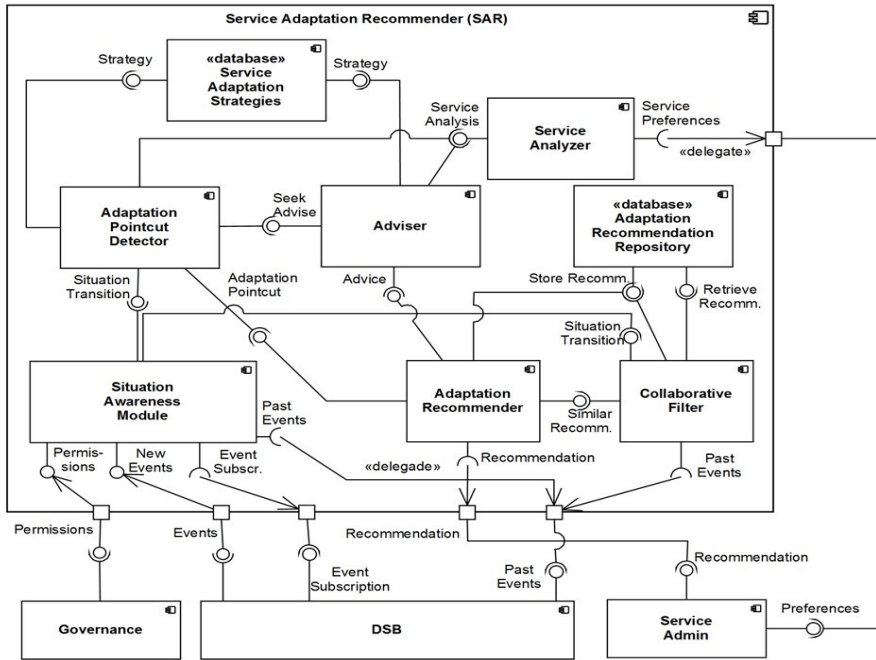 Service Adaptation Recommender (SAR)
Strategy
«database»
Service
Adaptation
Strategies
Strategy
Service
Analysis
Service
Analyzer
Service
Preferences
«delegate»
Adaptation
Pointcut
Detector
Seek
Advise
Adviser
«database»
Adaptation
Recommendation
Repository
Situation
Transition
Adaptation
Pointcut
Advice
Store Recomm.
Retrieve
Recomm.
Situation
Transition
Situation
Awareness
Module
Past
Events
Adaptation
Recommender
Similar
Recomm.
Collaborative
Filter
Permis-
sions
New
Events
Event
Subscr.
«delegade»
Recommendation
Past
Events
Permissions
Events
Event
Subscription
Recommendation
Past
Events
Recommendation
Governance
DSB
Service
Admin
Preferences